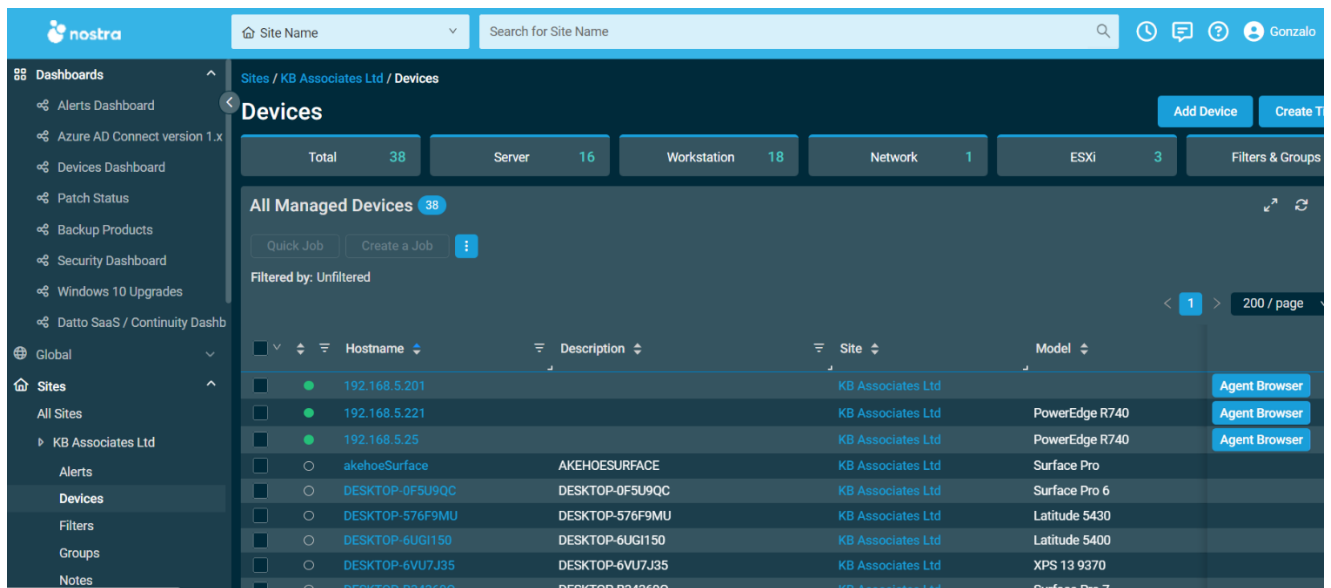 nostra
Site Name
Search for Site Name
Gonzalo
Dashboards
Alerts Dashboard
Azure AD Connect version 1.x
Devices Dashboard
Patch Status
Backup Products
Security Dashboard
Windows 10 Upgrades
Datto SaaS / Continuity Dashb
Global
Sites
All Sites
KB Associates Ltd
Alerts
Devices
Filters
Groups
Notes
Sites / KB Associates Ltd / Devices
Devices
Add Device
Create Ti
Total 38
Server 16
Workstation 18
Network 1
ESXi 3
Filters & Groups
All Managed Devices 38
Quick Job
Create a Job
Filtered by: Unfiltered
< 1 > 200 / page
Hostname Description Site Model
192.168.5.201 KB Associates Ltd Agent Browser
192.168.5.221 KB Associates Ltd PowerEdge R740 Agent Browser
192.168.5.25 KB Associates Ltd PowerEdge R740 Agent Browser
akehoeSurface AKEHOESURFACE KB Associates Ltd Surface Pro
DESKTOP-0F5U9QC DESKTOP-0F5U9QC KB Associates Ltd Surface Pro 6
DESKTOP-576F9MU DESKTOP-576F9MU KB Associates Ltd Latitude 5430
DESKTOP-6UGI150 DESKTOP-6UGI150 KB Associates Ltd Latitude 5400
DESKTOP-6VU7J35 DESKTOP-6VU7J35 KB Associates Ltd XPS 13 9370
KB Associates Ltd